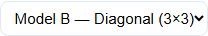 Model B — Diagonal (3×3)